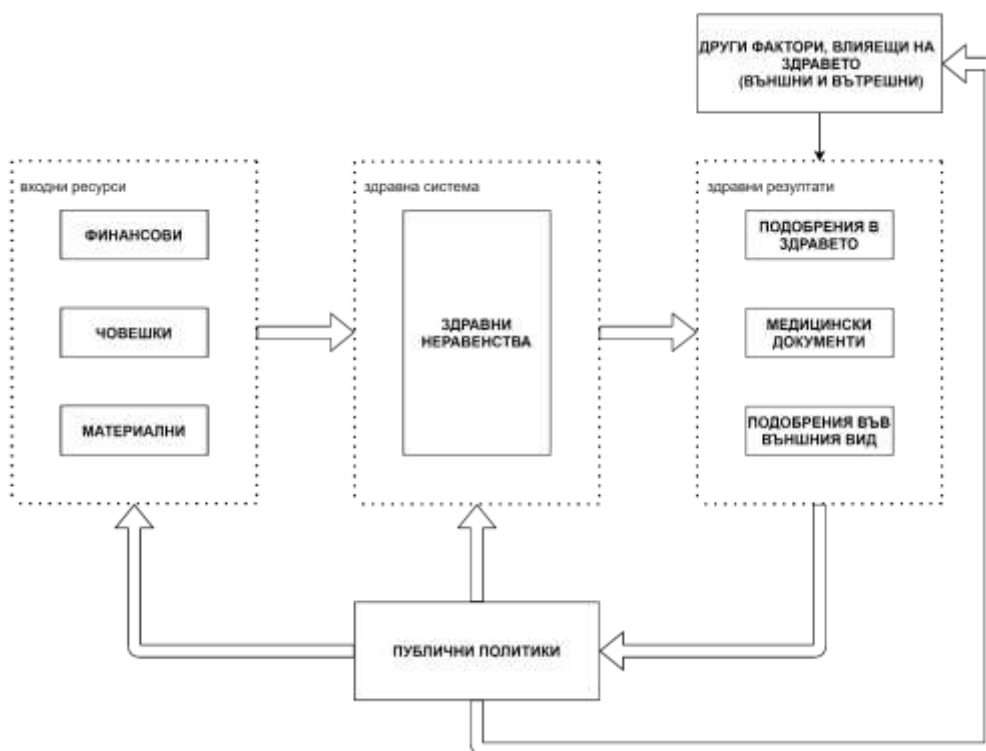 ДРУГИ ФАКТОРИ, ВЛИЯЕЩИ НА
ЗДРАВЕТО
(ВЪНШНИ И ВЪТРЕШНИ)
входни ресурси
ФИНАНСОВИ
ЧОВЕШКИ
МАТЕРИАЛНИ
здравна система
ЗДРАВНИ
НЕРАВЕНСТВА
здравни резултати
ПОДОБРЕНИЯ В
ЗДРАВЕТО
МЕДИЦИНСКИ
ДОКУМЕНТИ
ПОДОБРЕНИЯ ВЪВ
ВЪНШНИЯ ВИД
ПУБЛИЧНИ ПОЛИТИКИ